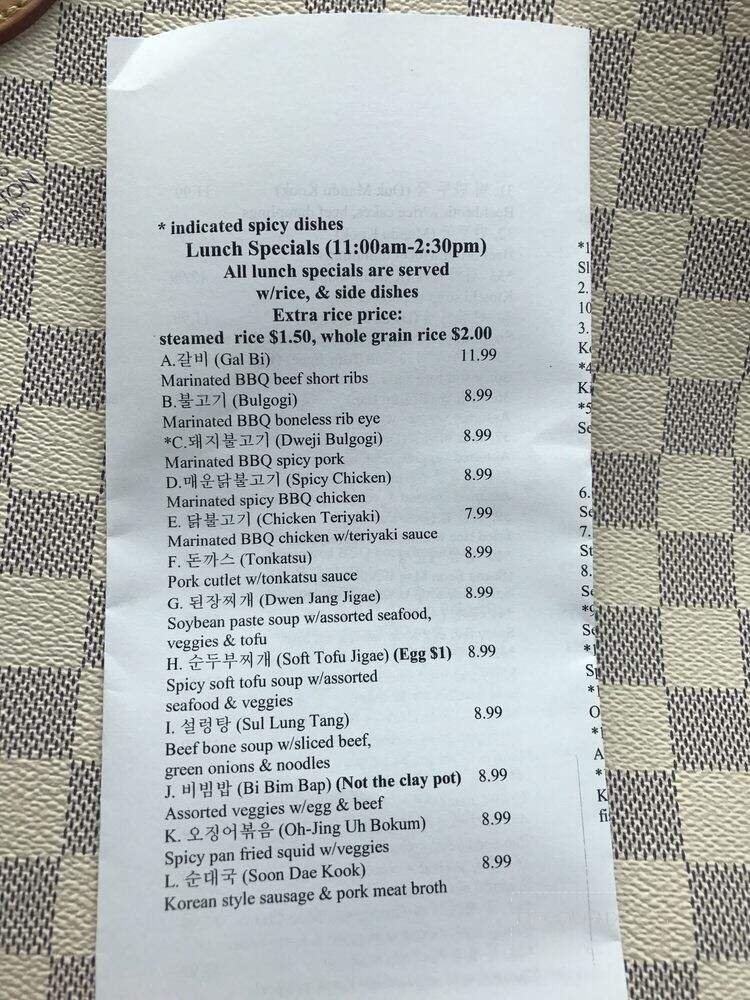 * indicated spicy dishes
Lunch Specials (11:00am-2:30pm)
All lunch specials are served
w/rice, & side dishes
Extra rice price:
steamed rice $1.50, whole grain rice $2.00
A.갈비 (Gal Bi) 11.99
Marinated BBQ beef short ribs
B.불고기 (Bulgogi) 8.99
Marinated BBQ boneless rib eye
*C.돼지불고기 (Dweji Bulgogi) 8.99
Marinated BBQ spicy pork
D.매운닭불고기 (Spicy Chicken) 8.99
Marinated spicy BBQ chicken
E. 닭불고기 (Chicken Teriyaki) 7.99
Marinated BBQ chicken w/teriyaki sauce
F. 돈까스 (Tonkatsu) 8.99
Pork cutlet w/tonkatsu sauce
G. 된장찌개 (Dwen Jang Jigae) 8.99
Soybean paste soup w/assorted seafood,
veggies & tofu
H. 순두부찌개 (Soft Tofu Jigae) (Egg $1) 8.99
Spicy soft tofu soup w/assorted
seafood & veggies
I. 설렁탕 (Sul Lung Tang) 8.99
Beef bone soup w/sliced beef,
green onions & noodles
J. 비빔밥 (Bi Bim Bap) (Not the clay pot) 8.99
Assorted veggies w/egg & beef
K. 오징어볶음 (Oh-Jing Uh Bokum) 8.99
Spicy pan fried squid w/veggies
L. 순대국 (Soon Dae Kook) 8.99
Korean style sausage & pork meat broth